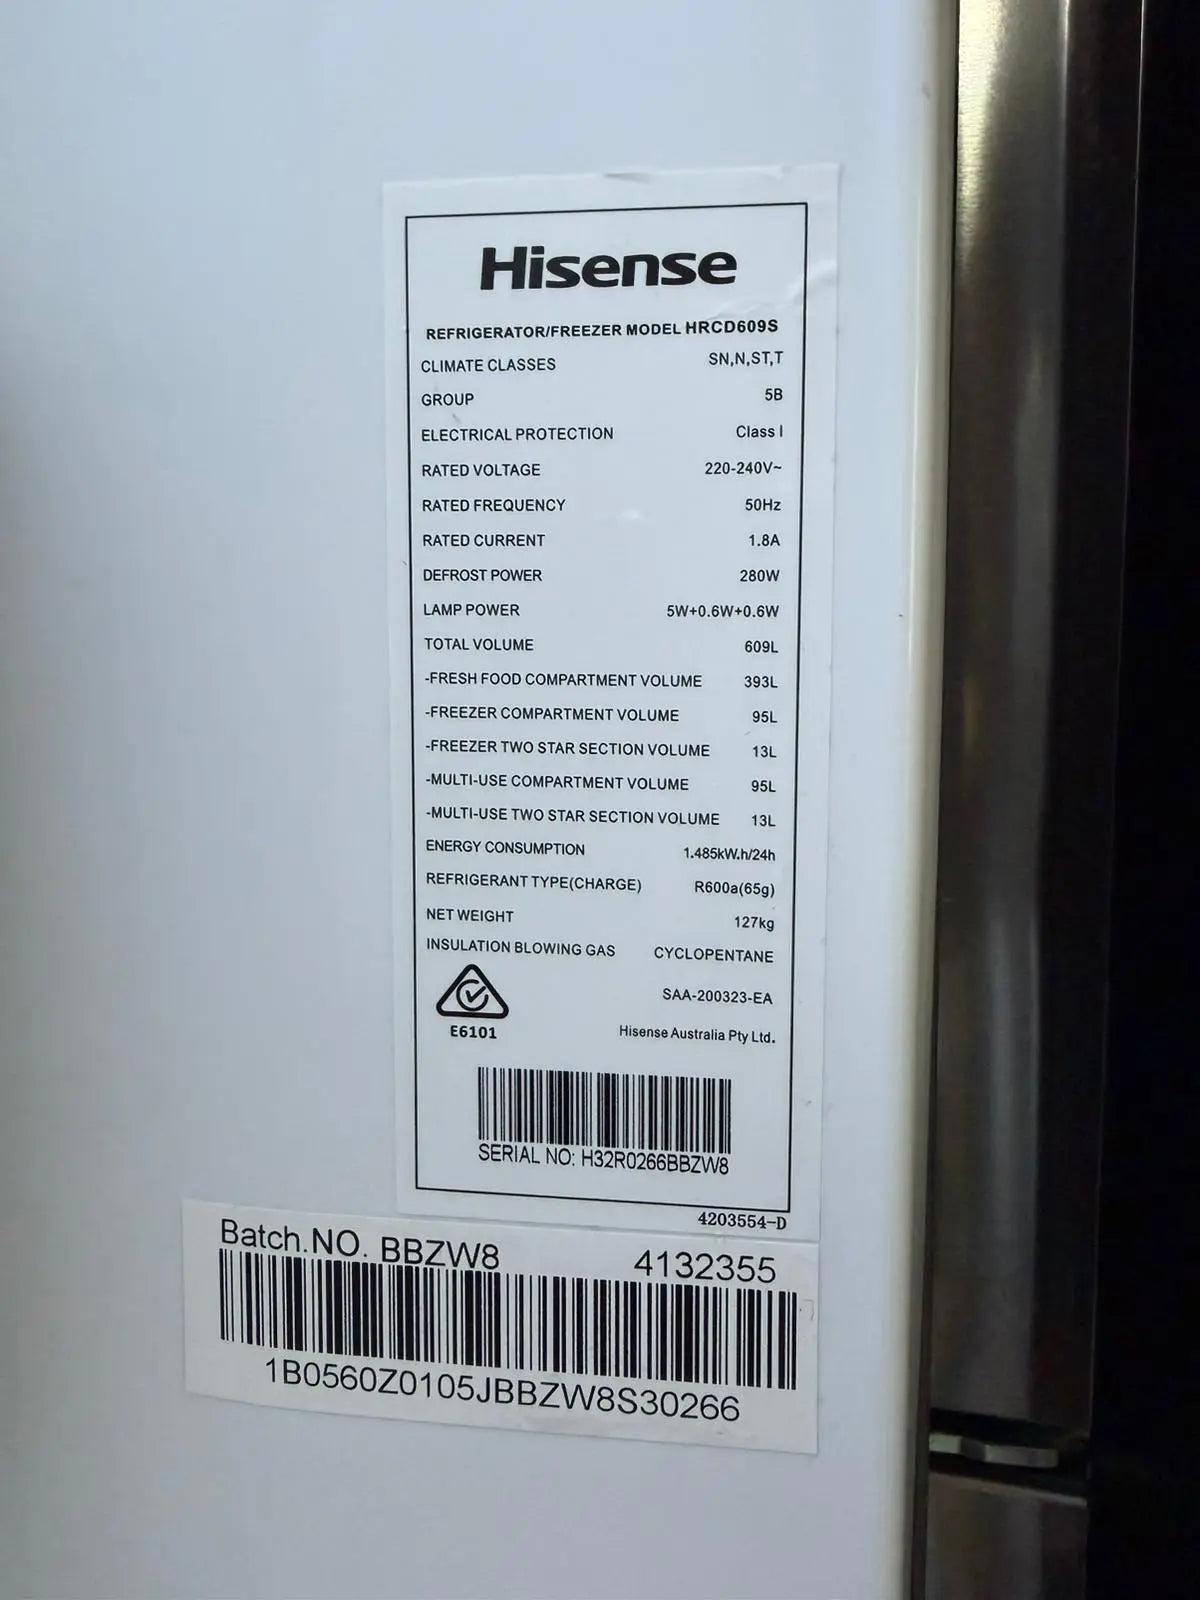 Hisense
REFRIGERATOR/FREEZER MODEL HRCD609S
CLIMATE CLASSES SN,N,ST,T
GROUP 5B
ELECTRICAL PROTECTION Class I
RATED VOLTAGE 220-240V~
RATED FREQUENCY 50Hz
RATED CURRENT 1.8A
DEFROST POWER 280W
LAMP POWER 5W+0.6W+0.6W
TOTAL VOLUME 609L
-FRESH FOOD COMPARTMENT VOLUME 393L
-FREEZER COMPARTMENT VOLUME 95L
-FREEZER TWO STAR SECTION VOLUME 13L
-MULTI-USE COMPARTMENT VOLUME 95L
-MULTI-USE TWO STAR SECTION VOLUME 13L
ENERGY CONSUMPTION 1.485kW.h/24h
REFRIGERANT TYPE(CHARGE) R600a(65g)
NET WEIGHT 127kg
INSULATION BLOWING GAS CYCLOPENTANE
SAA-200323-EA
E6101 Hisense Australia Pty Ltd.
SERIAL NO: H32R0266BBZW8
4203554-D
Batch.NO. BBZW8 4132355
1B0560Z0105JBBZW8S30266